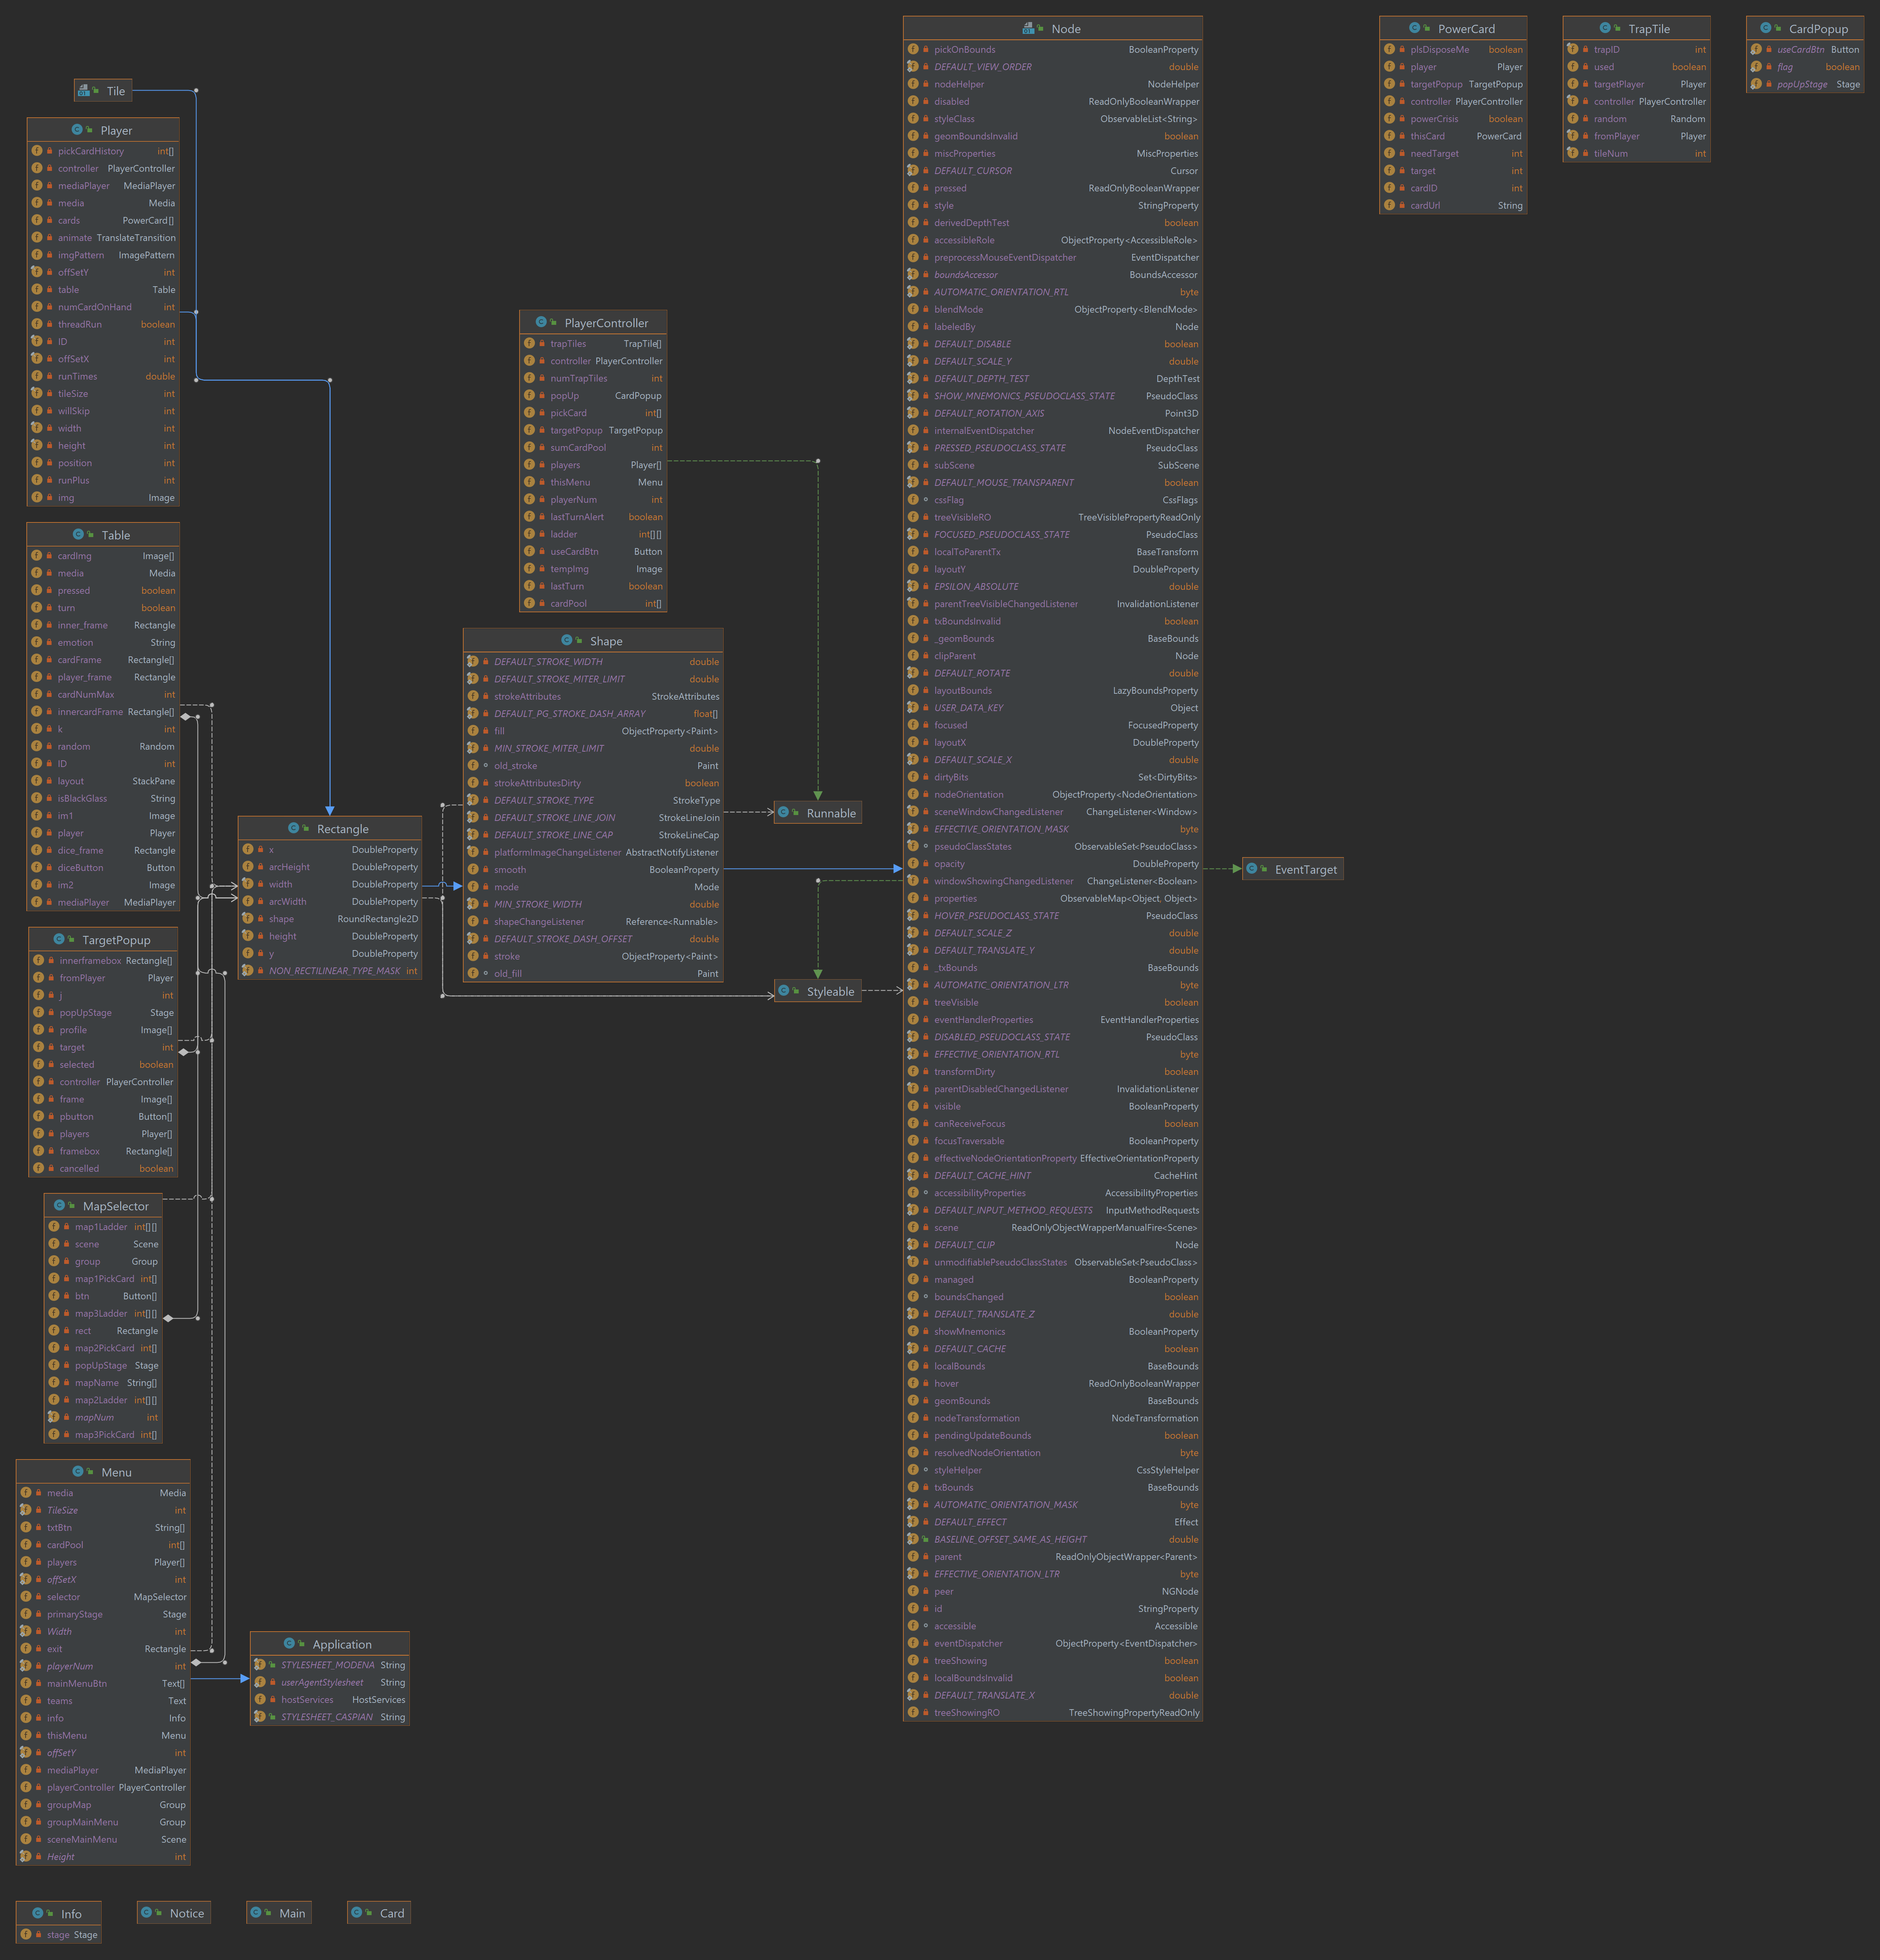 Tile
Player
pickCardHistory int[]
controller PlayerController
mediaPlayer MediaPlayer
media Media
cards PowerCard[]
animate TranslateTransition
imgPattern ImagePattern
offSetY int
table Table
numCardOnHand int
threadRun boolean
ID int
offSetX int
runTimes double
tileSize int
willSkip int
width int
height int
position int
runPlus int
img Image
Table
cardImg Image[]
media Media
pressed boolean
turn boolean
inner_frame Rectangle
emotion String
cardFrame Rectangle[]
player_frame Rectangle
cardNumMax int
innercardFrame Rectangle[]
k int
random Random
ID int
layout StackPane
isBlackGlass String
im1 Image
player Player
dice_frame Rectangle
diceButton Button
im2 Image
mediaPlayer MediaPlayer
TargetPopup
innerframebox Rectangle[]
fromPlayer Player
j int
popUpStage Stage
profile Image[]
target int
selected boolean
controller PlayerController
frame Image[]
pbutton Button[]
players Player[]
framebox Rectangle[]
cancelled boolean
MapSelector
map1Ladder int[][]
scene Scene
group Group
map1PickCard int[]
btn Button[]
map3Ladder int[][]
rect Rectangle
map2PickCard int[]
popUpStage Stage
mapName String[]
map2Ladder int[][]
mapNum int
map3PickCard int[]
Menu
media Media
TileSize int
txtBtn String[]
cardPool int[]
players Player[]
offSetX int
selector MapSelector
primaryStage Stage
Width int
exit Rectangle
playerNum int
mainMenuBtn Text[]
teams Text
info Info
thisMenu Menu
offSetY int
mediaPlayer MediaPlayer
playerController PlayerController
groupMap Group
groupMainMenu Group
sceneMainMenu Scene
Height int
Info
stage Stage
Notice
Main
Card
Rectangle
x DoubleProperty
arcHeight DoubleProperty
width DoubleProperty
arcWidth DoubleProperty
shape RoundRectangle2D
height DoubleProperty
y DoubleProperty
NON_RECTILINEAR_TYPE_MASK int
Application
STYLESHEET_MODENA String
userAgentStylesheet String
hostServices HostServices
STYLESHEET_CASPIAN String
PlayerController
trapTiles TrapTile[]
controller PlayerController
numTrapTiles int
popUp CardPopup
pickCard int[]
targetPopup TargetPopup
sumCardPool int
players Player[]
thisMenu Menu
playerNum int
lastTurnAlert boolean
ladder int[][]
useCardBtn Button
tempImg Image
lastTurn boolean
cardPool int[]
Shape
DEFAULT_STROKE_WIDTH double
DEFAULT_STROKE_MITER_LIMIT double
strokeAttributes StrokeAttributes
DEFAULT_PG_STROKE_DASH_ARRAY float[]
fill ObjectProperty<Paint>
MIN_STROKE_MITER_LIMIT double
old_stroke Paint
strokeAttributesDirty boolean
DEFAULT_STROKE_TYPE StrokeType
DEFAULT_STROKE_LINE_JOIN StrokeLineJoin
DEFAULT_STROKE_LINE_CAP StrokeLineCap
platformImageChangeListener AbstractNotifyListener
smooth BooleanProperty
mode Mode
MIN_STROKE_WIDTH double
shapeChangeListener Reference<Runnable>
DEFAULT_STROKE_DASH_OFFSET double
stroke ObjectProperty<Paint>
old_fill Paint
Runnable
Styleable
Node
pickOnBounds BooleanProperty
DEFAULT_VIEW_ORDER double
nodeHelper NodeHelper
disabled ReadOnlyBooleanWrapper
styleClass ObservableList<String>
geomBoundsInvalid boolean
miscProperties MiscProperties
DEFAULT_CURSOR Cursor
pressed ReadOnlyBooleanWrapper
style StringProperty
derivedDepthTest boolean
accessibleRole ObjectProperty<AccessibleRole>
preprocessMouseEventDispatcher EventDispatcher
boundsAccessor BoundsAccessor
AUTOMATIC_ORIENTATION_RTL byte
blendMode ObjectProperty<BlendMode>
labeledBy Node
DEFAULT_DISABLE boolean
DEFAULT_SCALE_Y double
DEFAULT_DEPTH_TEST DepthTest
SHOW_MNEMONICS_PSEUDOCLASS_STATE PseudoClass
DEFAULT_ROTATION_AXIS Point3D
internalEventDispatcher NodeEventDispatcher
PRESSED_PSEUDOCLASS_STATE PseudoClass
subScene SubScene
DEFAULT_MOUSE_TRANSPARENT boolean
cssFlag CssFlags
treeVisibleRO TreeVisiblePropertyReadOnly
FOCUSED_PSEUDOCLASS_STATE PseudoClass
localToParentTx BaseTransform
layoutY DoubleProperty
EPSILON_ABSOLUTE double
parentTreeVisibleChangedListener InvalidationListener
txBoundsInvalid boolean
_geomBounds BaseBounds
clipParent Node
DEFAULT_ROTATE double
layoutBounds LazyBoundsProperty
USER_DATA_KEY Object
focused FocusedProperty
layoutX DoubleProperty
DEFAULT_SCALE_X double
dirtyBits Set<DirtyBits>
nodeOrientation ObjectProperty<NodeOrientation>
sceneWindowChangedListener ChangeListener<Window>
EFFECTIVE_ORIENTATION_MASK byte
pseudoClassStates ObservableSet<PseudoClass>
opacity DoubleProperty
windowShowingChangedListener ChangeListener<Boolean>
properties ObservableMap<Object, Object>
HOVER_PSEUDOCLASS_STATE PseudoClass
DEFAULT_SCALE_Z double
DEFAULT_TRANSLATE_Y double
_txBounds BaseBounds
AUTOMATIC_ORIENTATION_LTR byte
treeVisible boolean
eventHandlerProperties EventHandlerProperties
DISABLED_PSEUDOCLASS_STATE PseudoClass
EFFECTIVE_ORIENTATION_RTL byte
transformDirty boolean
parentDisabledChangedListener InvalidationListener
visible BooleanProperty
canReceiveFocus boolean
focusTraversable BooleanProperty
effectiveNodeOrientationProperty EffectiveOrientationProperty
DEFAULT_CACHE_HINT CacheHint
accessibilityProperties AccessibilityProperties
DEFAULT_INPUT_METHOD_REQUESTS InputMethodRequests
scene ReadOnlyObjectWrapperManualFire<Scene>
DEFAULT_CLIP Node
unmodifiablePseudoClassStates ObservableSet<PseudoClass>
managed BooleanProperty
boundsChanged boolean
DEFAULT_TRANSLATE_Z double
showMnemonics BooleanProperty
DEFAULT_CACHE boolean
localBounds BaseBounds
hover ReadOnlyBooleanWrapper
geomBounds BaseBounds
nodeTransformation NodeTransformation
pendingUpdateBounds boolean
resolvedNodeOrientation byte
styleHelper CssStyleHelper
txBounds BaseBounds
AUTOMATIC_ORIENTATION_MASK byte
DEFAULT_EFFECT Effect
BASELINE_OFFSET_SAME_AS_HEIGHT double
parent ReadOnlyObjectWrapper<Parent>
EFFECTIVE_ORIENTATION_LTR byte
peer NGNode
id StringProperty
accessible Accessible
eventDispatcher ObjectProperty<EventDispatcher>
treeShowing boolean
localBoundsInvalid boolean
DEFAULT_TRANSLATE_X double
treeShowingRO TreeShowingPropertyReadOnly
EventTarget
PowerCard
plsDisposeMe boolean
player Player
targetPopup TargetPopup
controller PlayerController
powerCrisis boolean
thisCard PowerCard
needTarget int
target int
cardID int
cardUrl String
TrapTile
trapID int
used boolean
targetPlayer Player
controller PlayerController
random Random
fromPlayer Player
tileNum int
CardPopup
useCardBtn Button
flag boolean
popUpStage Stage